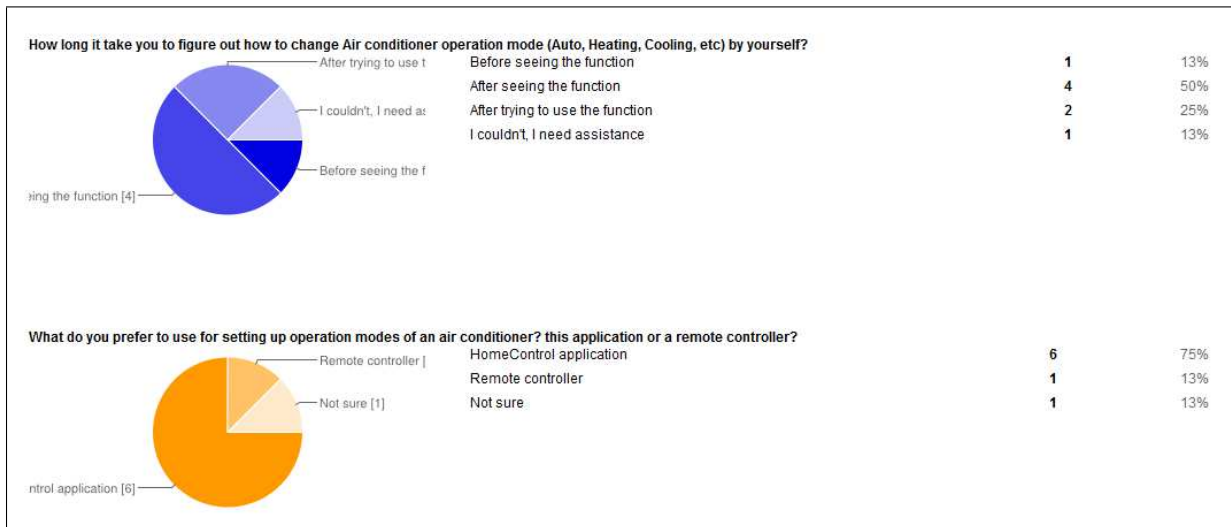 How long it take you to figure out how to change Air conditioner operation mode (Auto, Heating, Cooling, etc) by yourself?
After trying to use t
I couldn't, I need as
Before seeing the f
ing the function [4]
Before seeing the function 1 13%
After seeing the function 4 50%
After trying to use the function 2 25%
I couldn't, I need assistance 1 13%
What do you prefer to use for setting up operation modes of an air conditioner? this application or a remote controller?
Remote controller [
Not sure [1]
ntrol application [6]
HomeControl application 6 75%
Remote controller 1 13%
Not sure 1 13%